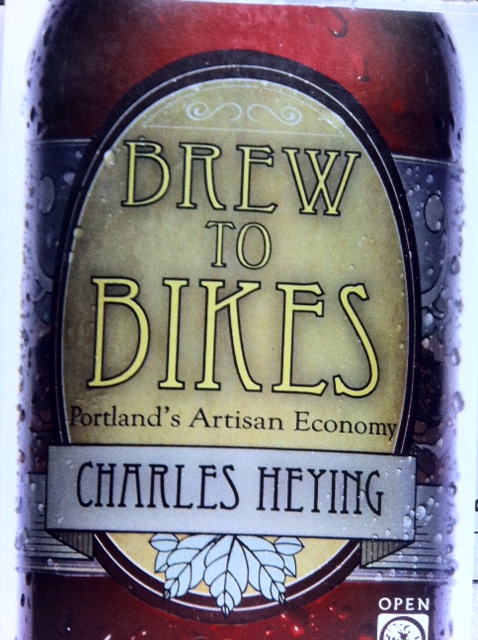 BREW
TO
BIKES
Portland's Artisan Economy
CHARLES HEYING
OPEN